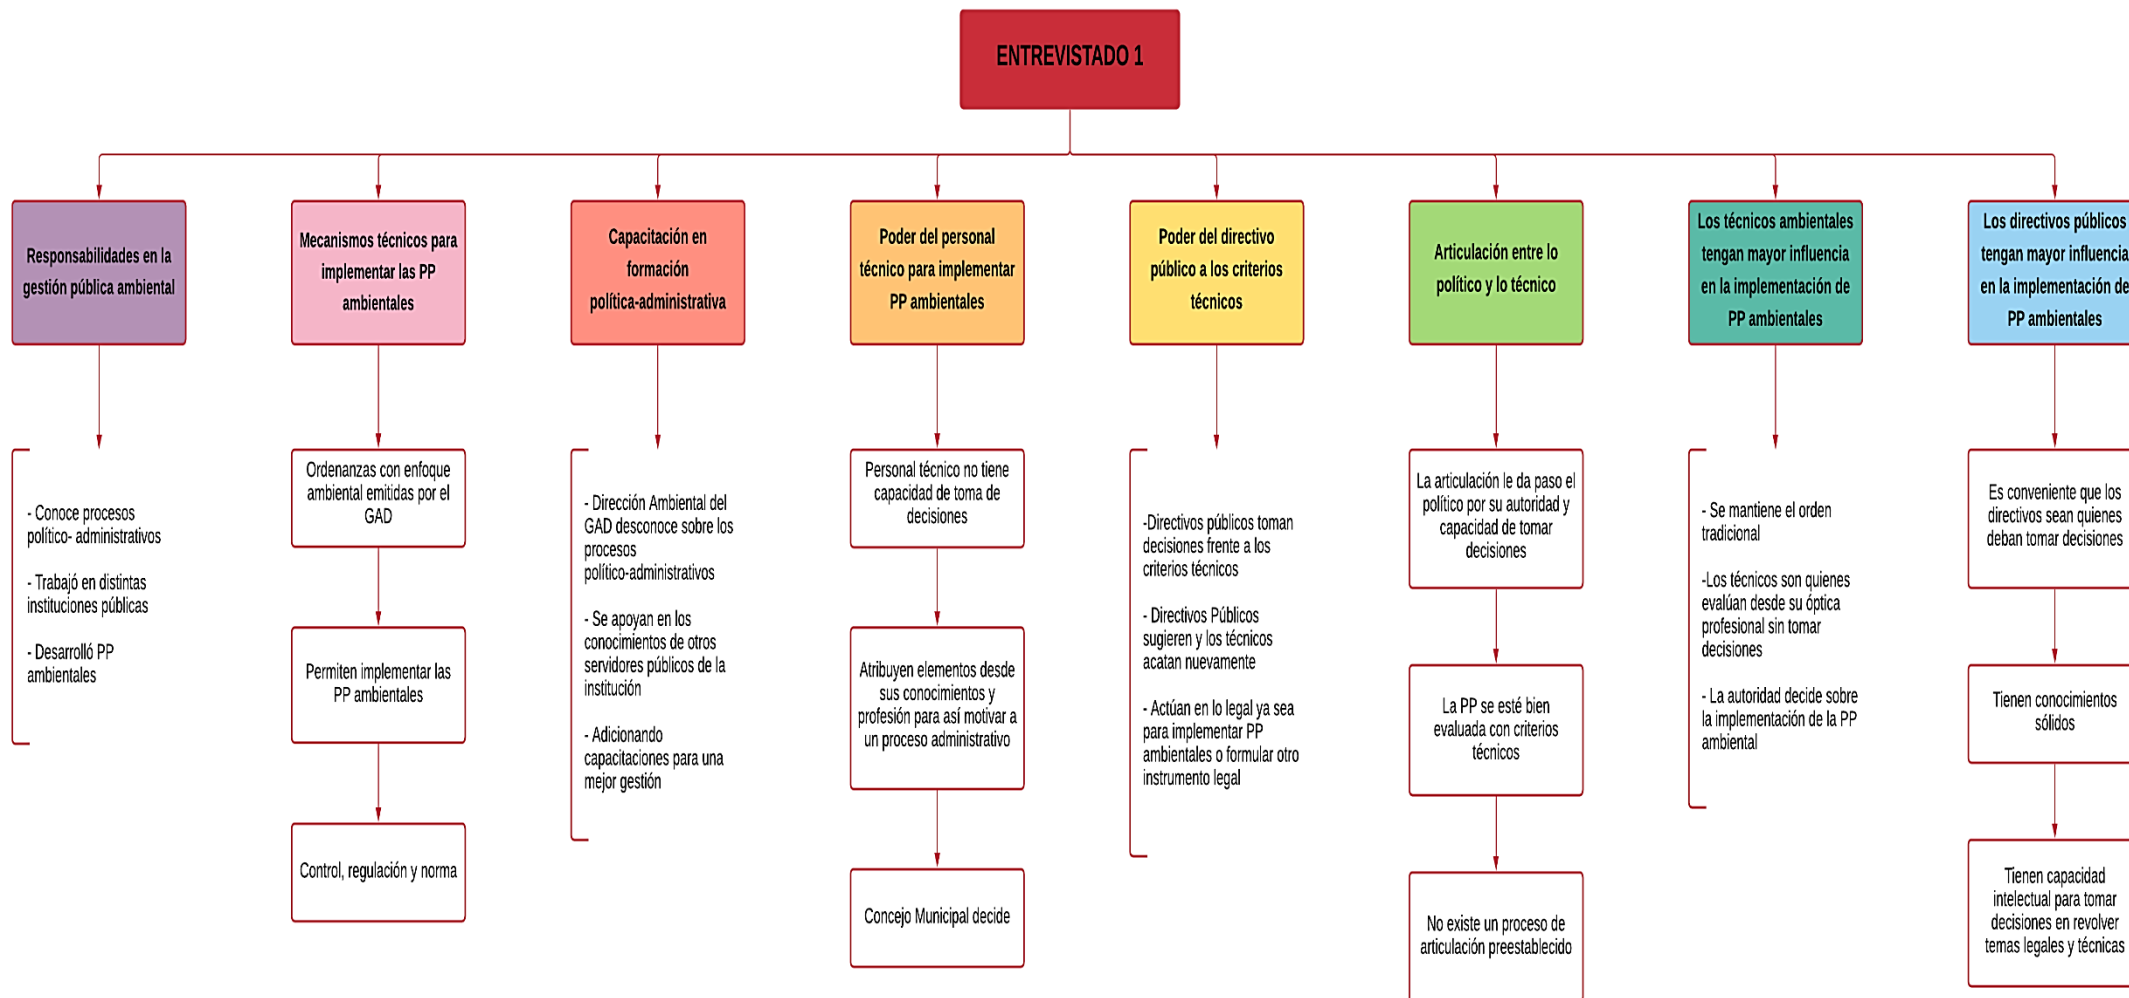 ENTREVISTADO 1
Responsabilidades en la
gestión pública ambiental
- Conoce procesos
político- administrativos
- Trabajó en distintas
instituciones públicas
- Desarrolló PP
ambientales
Mecanismos técnicos para
implementar las PP
ambientales
Ordenanzas con enfoque
ambiental emitidas por el
GAD
Permiten implementar las
PP ambientales
Control, regulación y norma
Capacitación en
formación
política-administrativa
- Dirección Ambiental del
GAD desconoce sobre los
procesos
político-administrativos
- Se apoyan en los
conocimientos de otros
servidores públicos de la
institución
- Adicionando
capacitaciones para una
mejor gestión
Poder del personal
técnico para implementar
PP ambientales
Personal técnico no tiene
capacidad de toma de
decisiones
Atribuyen elementos desde
sus conocimientos y
profesión para así motivar a
un proceso administrativo
Concejo Municipal decide
Poder del directivo
público a los criterios
técnicos
-Directivos públicos toman
decisiones frente a los
criterios técnicos
- Directivos Públicos
sugieren y los técnicos
acatan nuevamente
- Actúan en lo legal ya sea
para implementar PP
ambientales o formular otro
instrumento legal
Articulación entre lo
político y lo técnico
La articulación le da paso el
político por su autoridad y
capacidad de tomar
decisiones
La PP se esté bien
evaluada con criterios
técnicos
No existe un proceso de
articulación preestablecido
Los técnicos ambientales
tengan mayor influencia
en la implementación de
PP ambientales
- Se mantiene el orden
tradicional
-Los técnicos son quienes
evalúan desde su óptica
profesional sin tomar
decisiones
- La autoridad decide sobre
la implementación de la PP
ambiental
Los directivos públicos
tengan mayor influencia
en la implementación de
PP ambientales
Es conveniente que los
directivos sean quienes
deban tomar decisiones
Tienen conocimientos
sólidos
Tienen capacidad
intelectual para tomar
decisiones en revolver
temas legales y técnicas